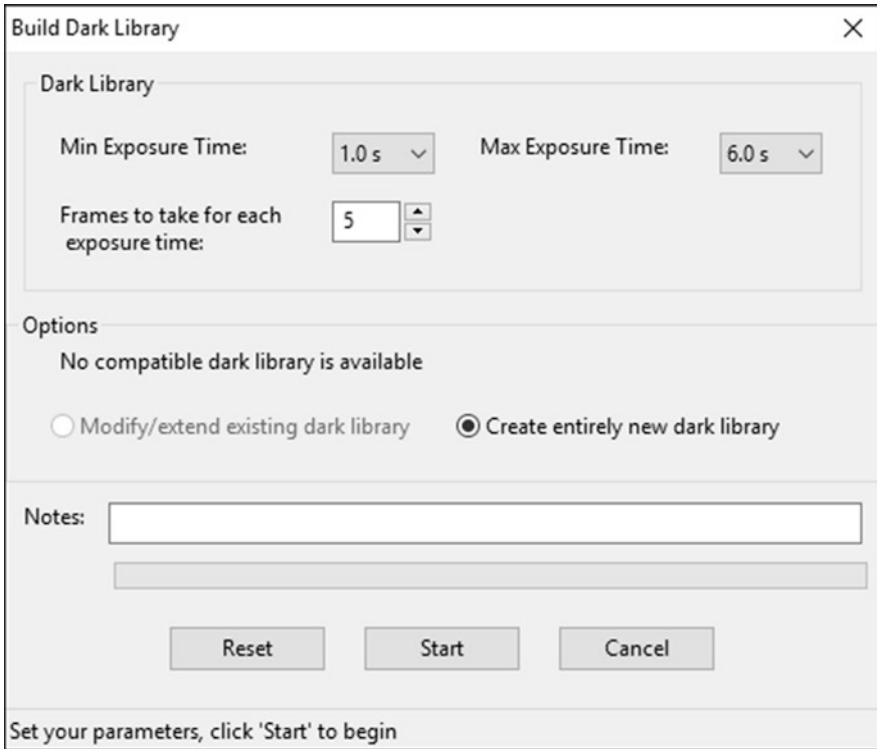 Build Dark Library
Dark Library
Min Exposure Time: 1.0 s Max Exposure Time: 6.0 s
Frames to take for each
exposure time: 5
Options
No compatible dark library is available
Modify/extend existing dark library Create entirely new dark library
Notes:
Reset Start Cancel
Set your parameters, click 'Start' to begin